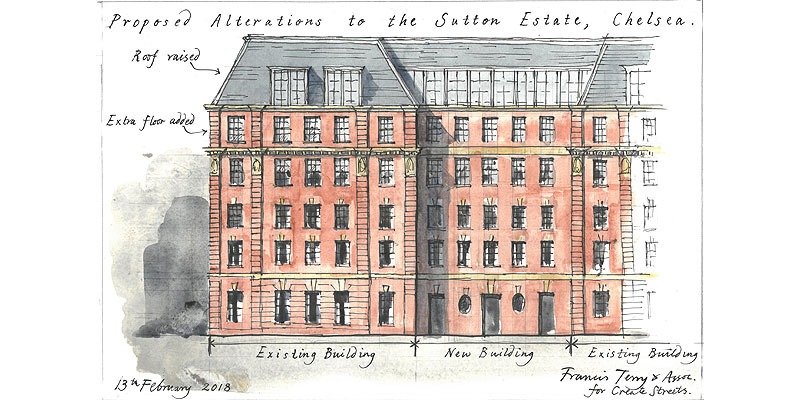 Proposed Alterations to the Sutton Estate, Chelsea.
Roof raised
Extra floor added
Existing Building
New Building
Existing Building
13th February 2018
Francis Terry & Assoc.
for Create Streets.